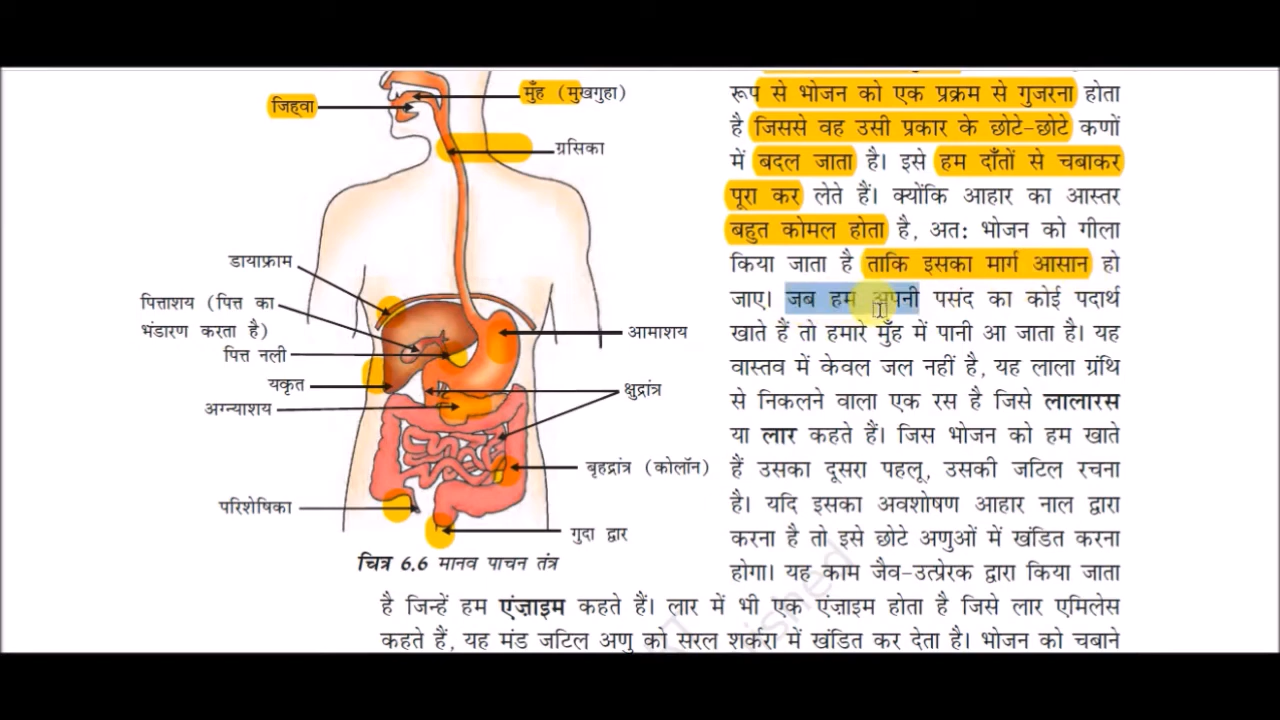 मुँह (मुखगुहा)
जिह्वा
ग्रसिका
डायाफ्राम
पित्ताशय (पित्त का
भंडारण करता है)
पित्त नली
यकृत
अग्न्याशय
आमाशय
क्षुद्रांत्र
बृहद्रांत्र (कोलॉन)
परिशेषिका
गुदा द्वार
चित्र 6.6 मानव पाचन तंत्र
रूप से भोजन को एक प्रक्रम से गुजरना होता
है जिससे वह उसी प्रकार के छोटे-छोटे कणों
में बदल जाता है। इसे हम दाँतों से चबाकर
पूरा कर लेते हैं। क्योंकि आहार का आस्तर
बहुत कोमल होता है, अत: भोजन को गीला
किया जाता है ताकि इसका मार्ग आसान हो
जाए। जब हम अपनी पसंद का कोई पदार्थ
खाते हैं तो हमारे मुँह में पानी आ जाता है। यह
वास्तव में केवल जल नहीं है, यह लाला ग्रंथि
से निकलने वाला एक रस है जिसे लालारस
या लार कहते हैं। जिस भोजन को हम खाते
हैं उसका दूसरा पहलू, उसकी जटिल रचना
है। यदि इसका अवशोषण आहार नाल द्वारा
करना है तो इसे छोटे अणुओं में खंडित करना
होगा। यह काम जैव-उत्प्रेरक द्वारा किया जाता
है जिन्हें हम एंज़ाइम कहते हैं। लार में भी एक एंज़ाइम होता है जिसे लार एमिलेस
कहते हैं, यह मंड जटिल अणु को सरल शर्करा में खंडित कर देता है। भोजन को चबाने